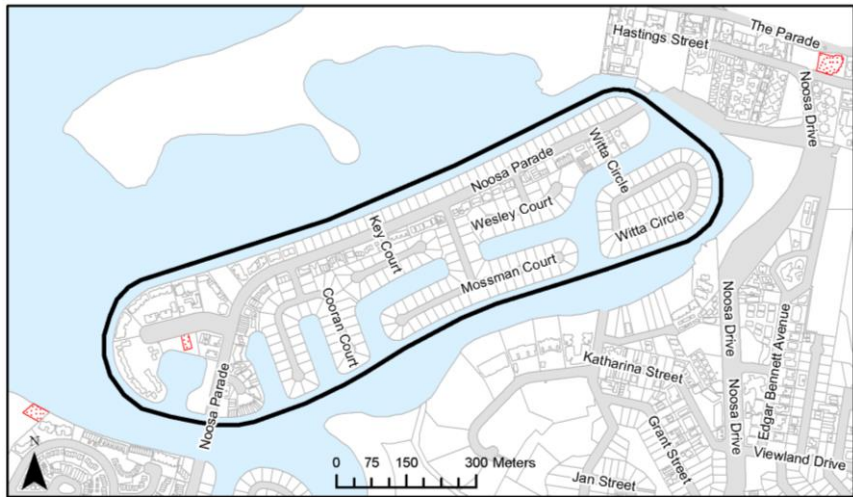 The Parade
Hastings Street
Noosa Drive
Noosa Parade
Witta Circle
Wesley Court
Key Court
Witta Circle
Mossman Court
Cooran Court
Noosa Drive
Edgar Bennett Avenue
Katharina Street
Noosa Parade
Noosa Drive
Grant Street
Viewland Drive
N
0 75 150 300 Meters
Jan Street